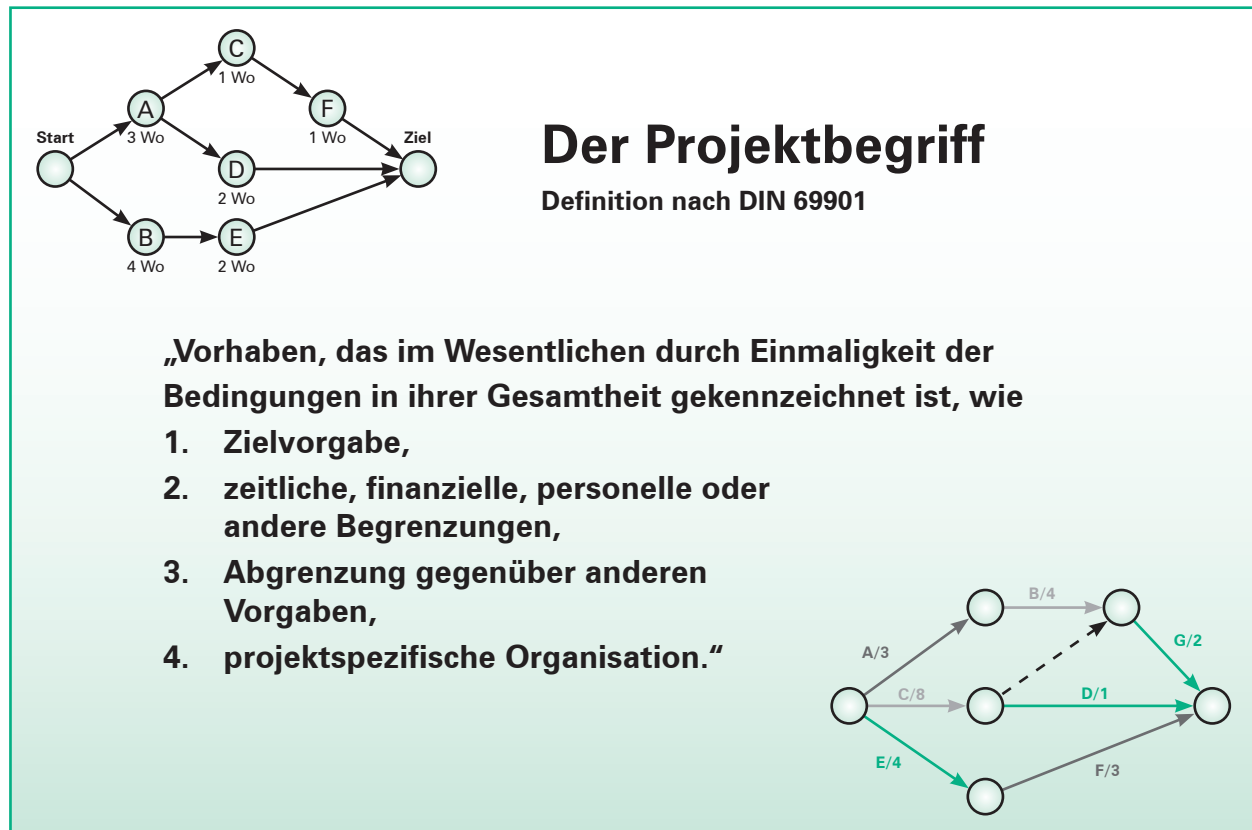 C
1 Wo
A
3 Wo
F
1 Wo
Start
Ziel
D
2 Wo
B
4 Wo
E
2 Wo
Der Projektbegriff
Definition nach DIN 69901
„Vorhaben, das im Wesentlichen durch Einmaligkeit der
Bedingungen in ihrer Gesamtheit gekennzeichnet ist, wie
1. Zielvorgabe,
2. zeitliche, finanzielle, personelle oder
andere Begrenzungen,
3. Abgrenzung gegenüber anderen
Vorgaben,
4. projektspezifische Organisation.“
B/4
A/3
G/2
C/8
D/1
E/4
F/3